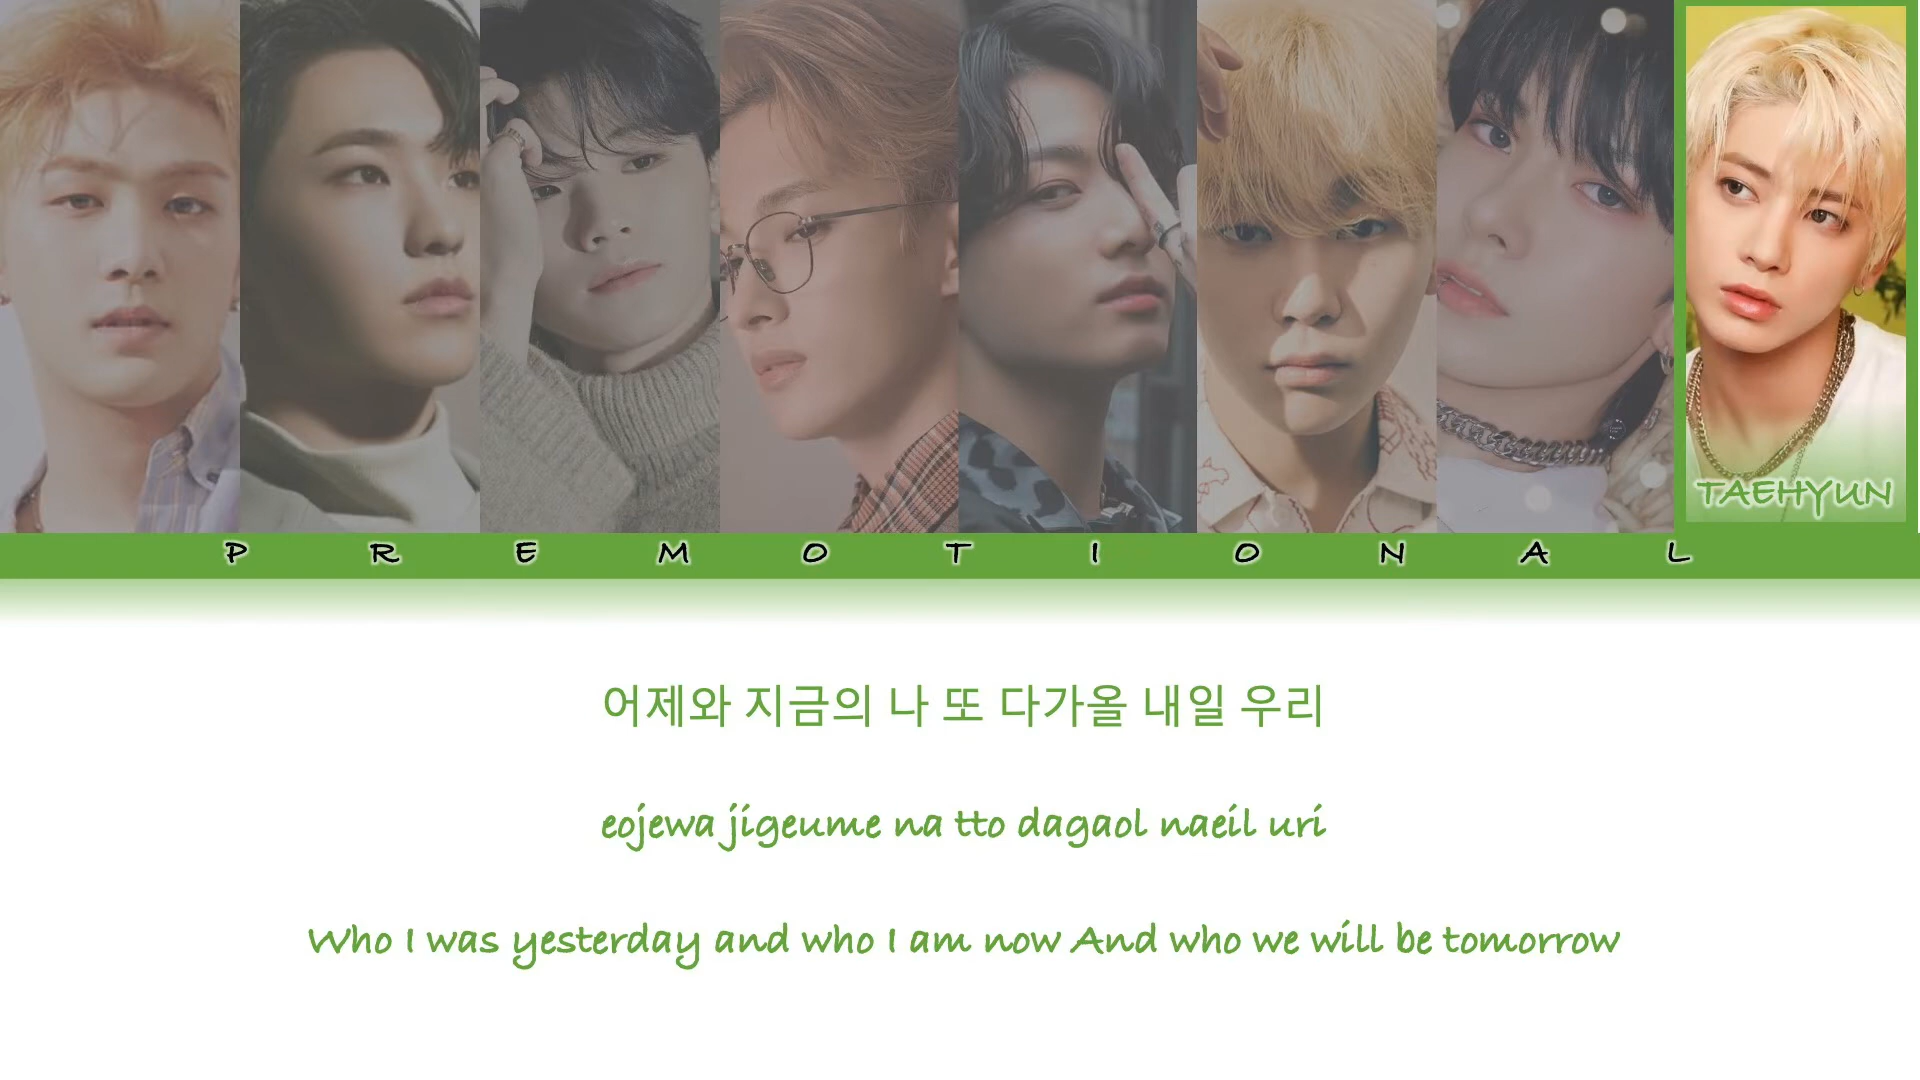 TAEHYUN
P R E M O T I O N A L
어제와 지금의 나 또 다가올 내일 우리
eojewa jigeume na tto dagaol naeil uri
Who I was yesterday and who I am now And who we will be tomorrow